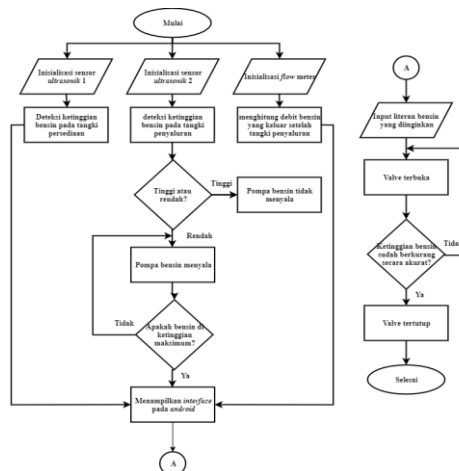 Mulai
Inisialisasi sensor
ultrasonik 1
Inisialisasi sensor
ultrasonik 2
Inisialisasi flow meter
Deteksi ketinggian
bensin pada tangki
persediaan
deteksi ketinggian
bensin pada tangki
penyaluran
menghitung debit bensin
yang keluar setelah
tangki penyaluran
Tinggi atau
rendah?
Tinggi
Pompa bensin tidak
menyala
Rendah
Pompa bensin menyala
Tidak
Apakah bensin di
ketinggian
maksimum?
Ya
Menampilkan interface
pada android
A
A
Input literan bensin
yang diinginkan
Valve terbuka
Ketinggian bensin
sudah berkurang
secara akurat?
Tidak
Ya
Valve tertutup
Selesai